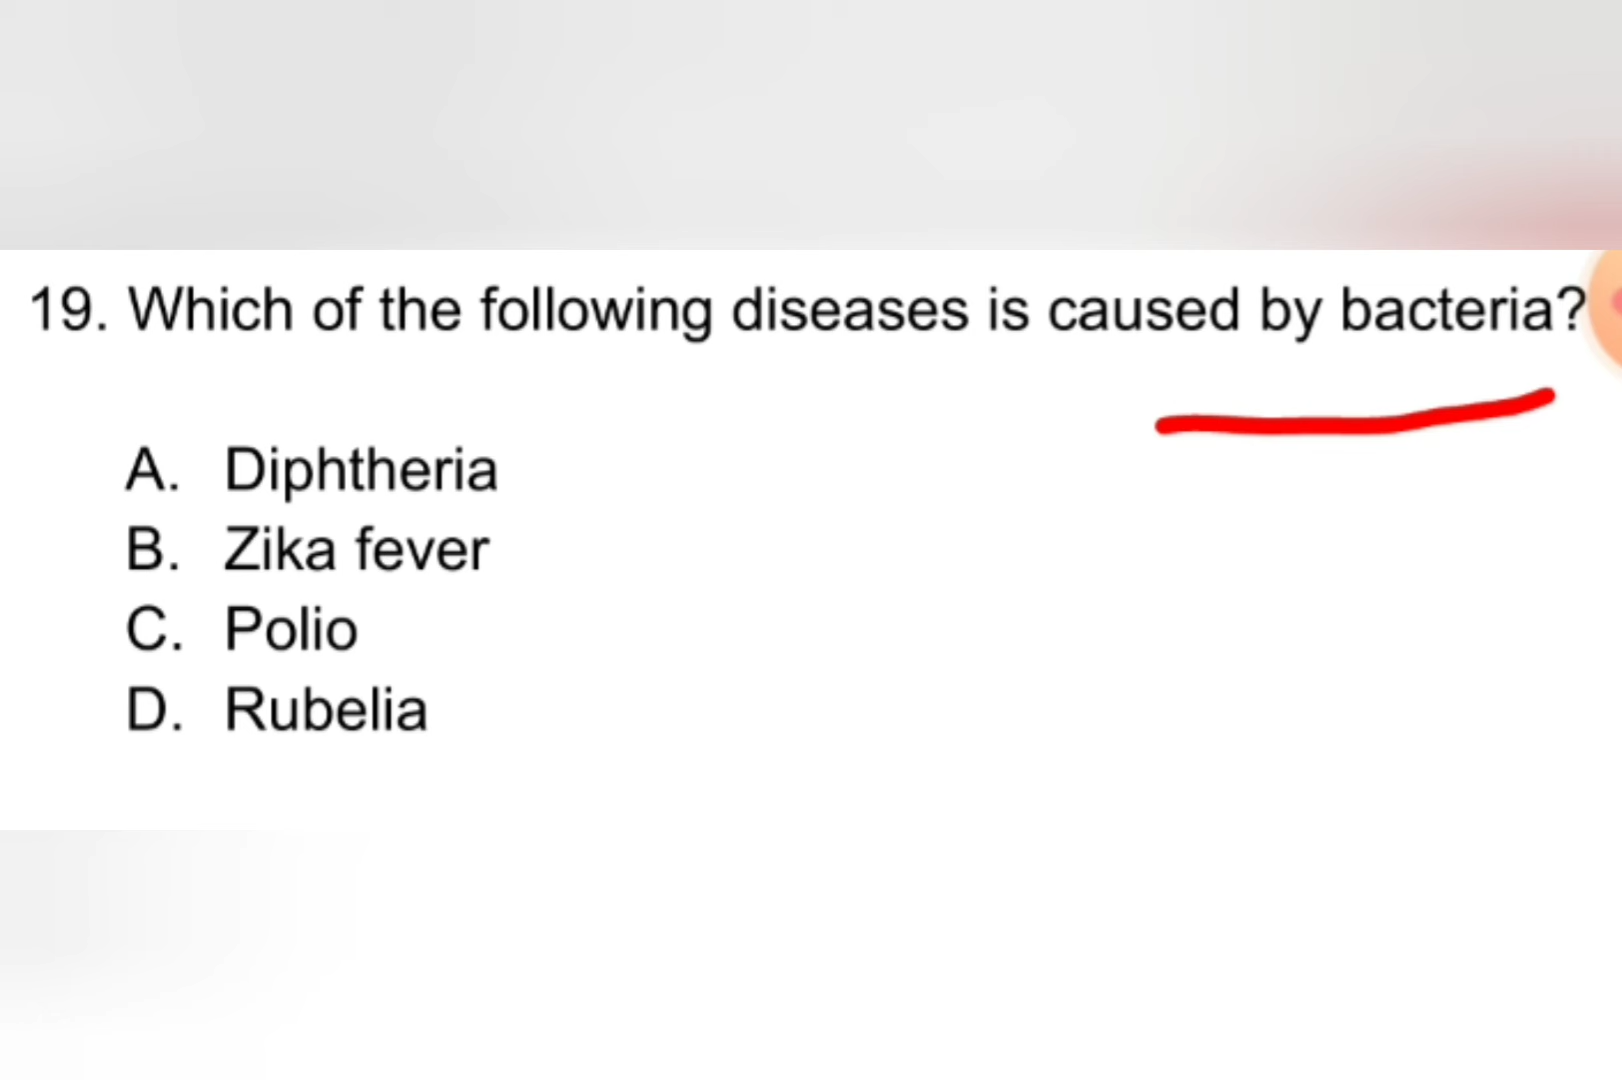 19. Which of the following diseases is caused by bacteria?
A. Diphtheria
B. Zika fever
C. Polio
D. Rubelia